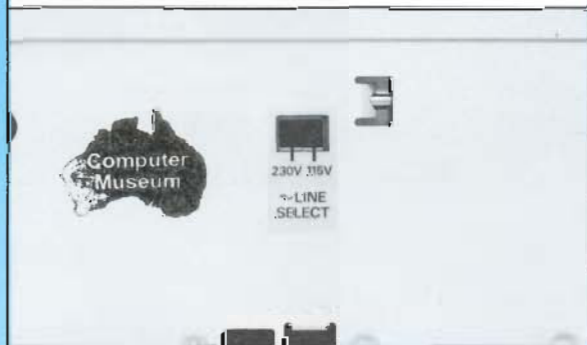 Computer
Museum
230V 115V
~LINE
SELECT